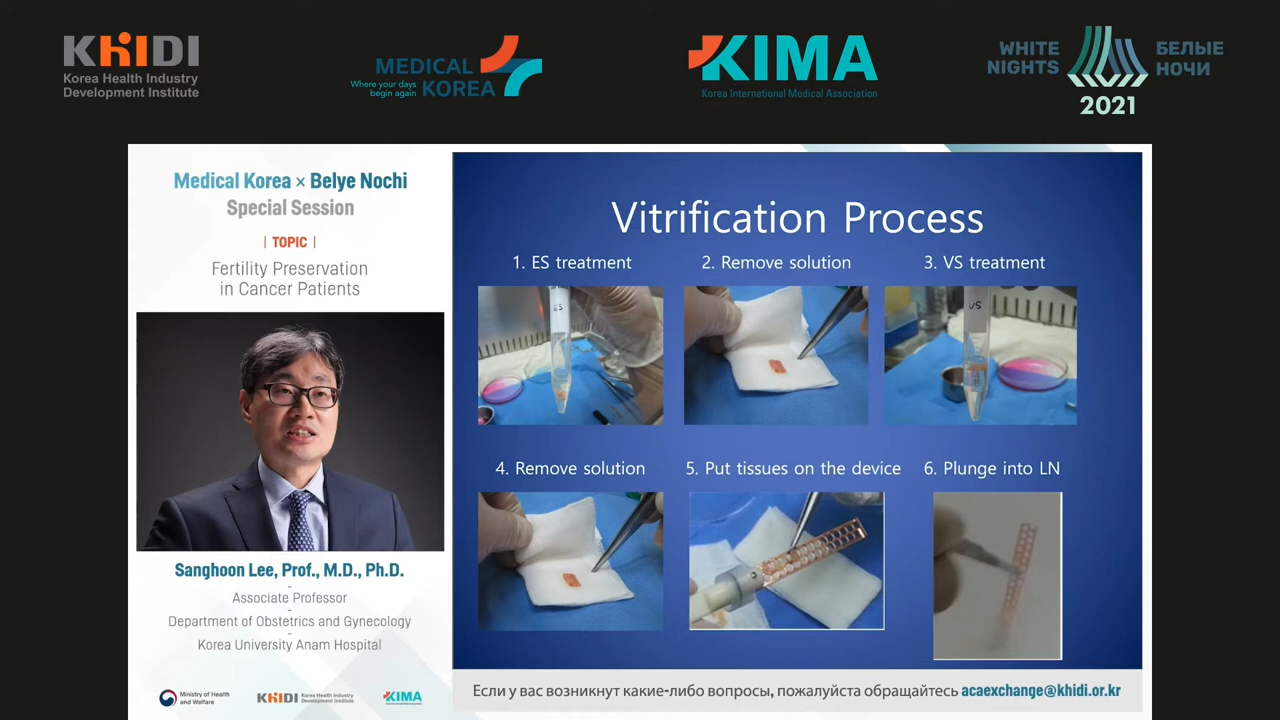 KHIDI
Korea Health Industry
Development Institute
MEDICAL
KOREA
Where your days
begin again
KIMA
Korea International Medical Association
WHITE
NIGHTS
БЕЛЫЕ
НОЧИ
2021
Medical Korea × Belye Nochi
Special Session
| TOPIC |
Fertility Preservation
in Cancer Patients
Sanghoon Lee, Prof., M.D., Ph.D.
Associate Professor
Department of Obstetrics and Gynecology
Korea University Anam Hospital
Ministry of Health
and Welfare
KHIDI
Korea Health Industry
Development Institute
KIMA
Vitrification Process
1. ES treatment
2. Remove solution
3. VS treatment
ES
VS
4. Remove solution
5. Put tissues on the device
6. Plunge into LN
Если у вас возникнут какие-либо вопросы, пожалуйста обращайтесь acaexchange@khidi.or.kr